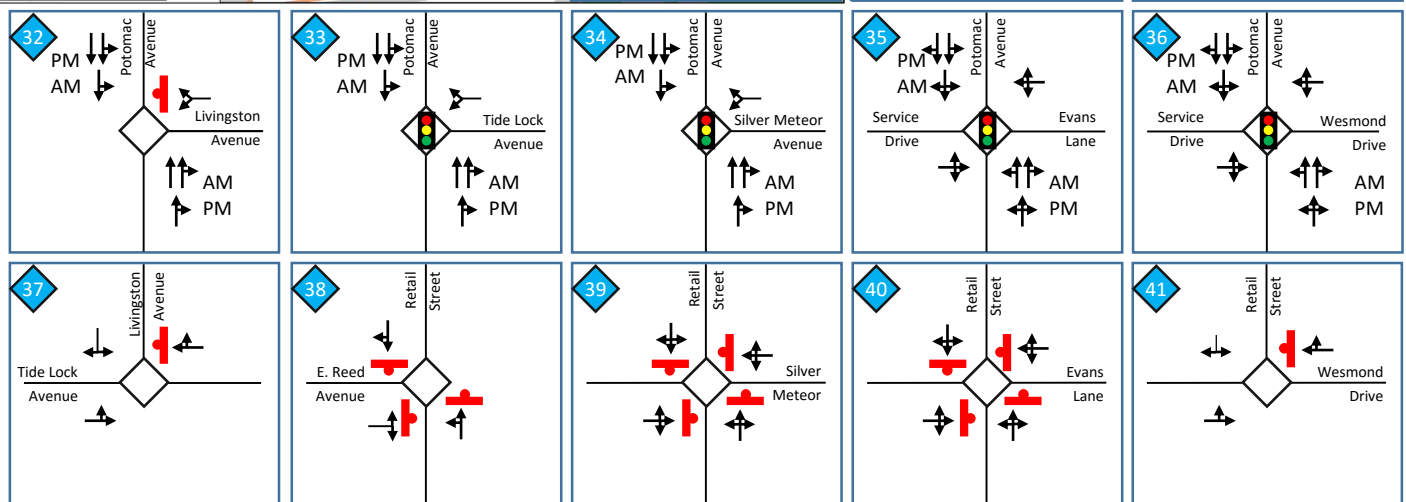 32
Potomac
Avenue
PM
AM
Livingston
Avenue
AM
PM
33
Potomac
Avenue
PM
AM
Tide Lock
Avenue
AM
PM
34
Potomac
Avenue
PM
AM
Silver Meteor
Avenue
AM
PM
35
Potomac
Avenue
PM
AM
Service
Drive
Evans
Lane
AM
PM
36
Potomac
Avenue
PM
AM
Service
Drive
Wesmond
Drive
AM
PM
37
Livingston
Avenue
Tide Lock
Avenue
38
Retail
Street
E. Reed
Avenue
39
Retail
Street
Silver
Meteor
40
Retail
Street
Evans
Lane
41
Retail
Street
Wesmond
Drive